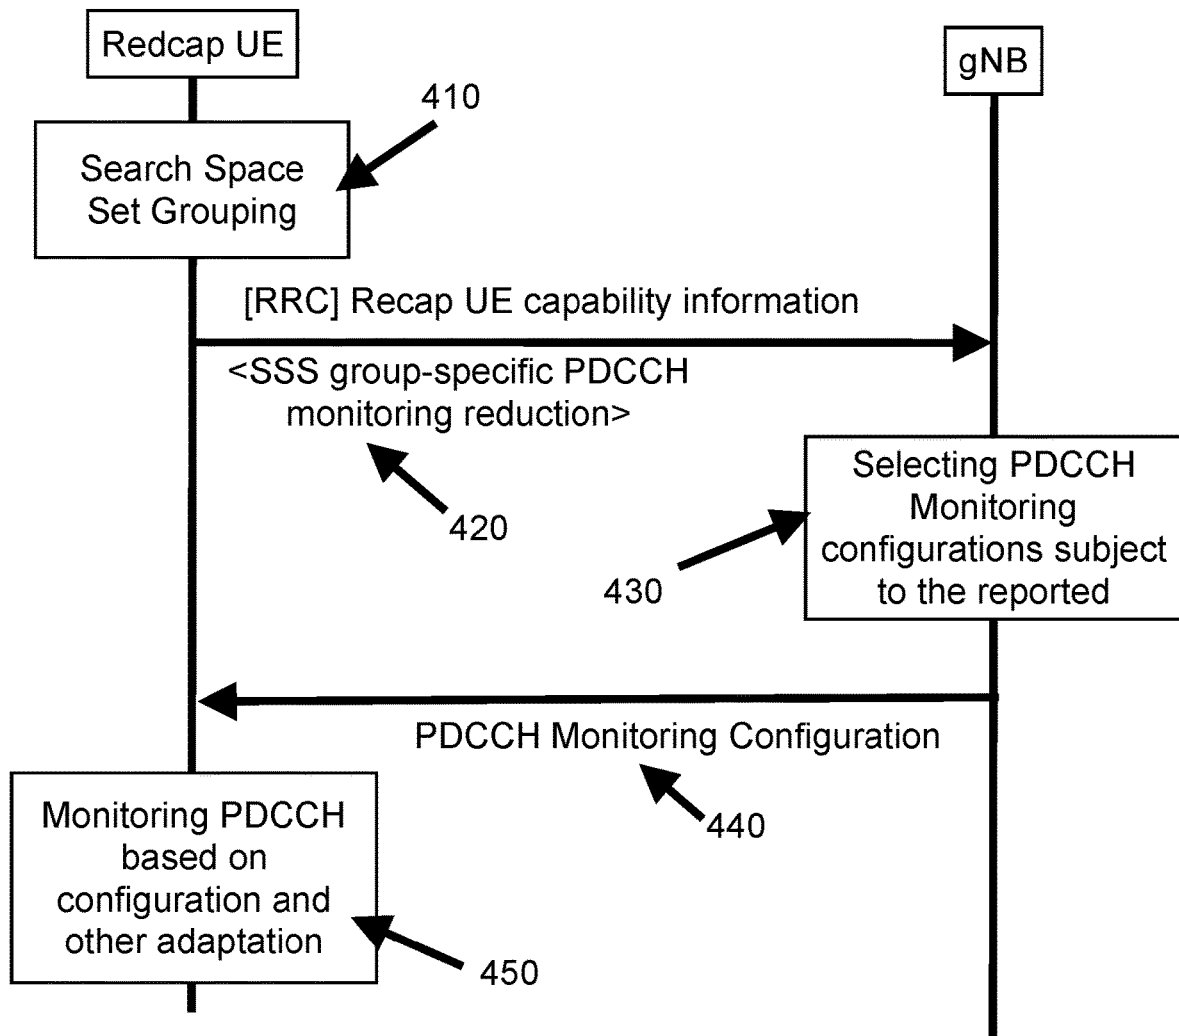 Redcap UE
gNB
410
Search Space
Set Grouping
[RRC] Recap UE capability information
<SSS group-specific PDCCH
monitoring reduction>
420
Selecting PDCCH
Monitoring
configurations subject
to the reported
430
PDCCH Monitoring Configuration
440
Monitoring PDCCH
based on
configuration and
other adaptation
450